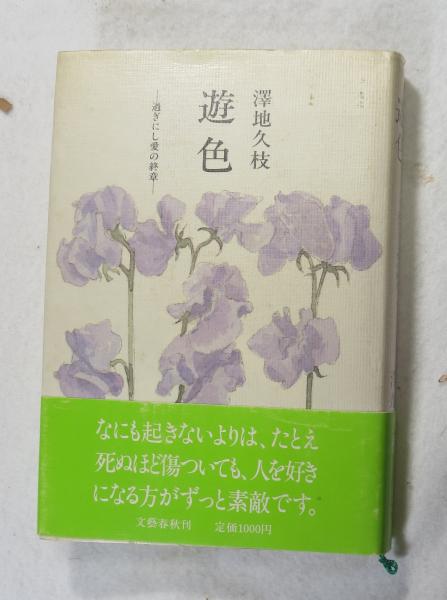 澤地久枝
遊色
―過ぎにし愛の終章―
なにも起きないよりは、たとえ
死ぬほど傷ついても、人を好き
になる方がずっと素敵です。
文藝春秋刊 定価1000円
遊色